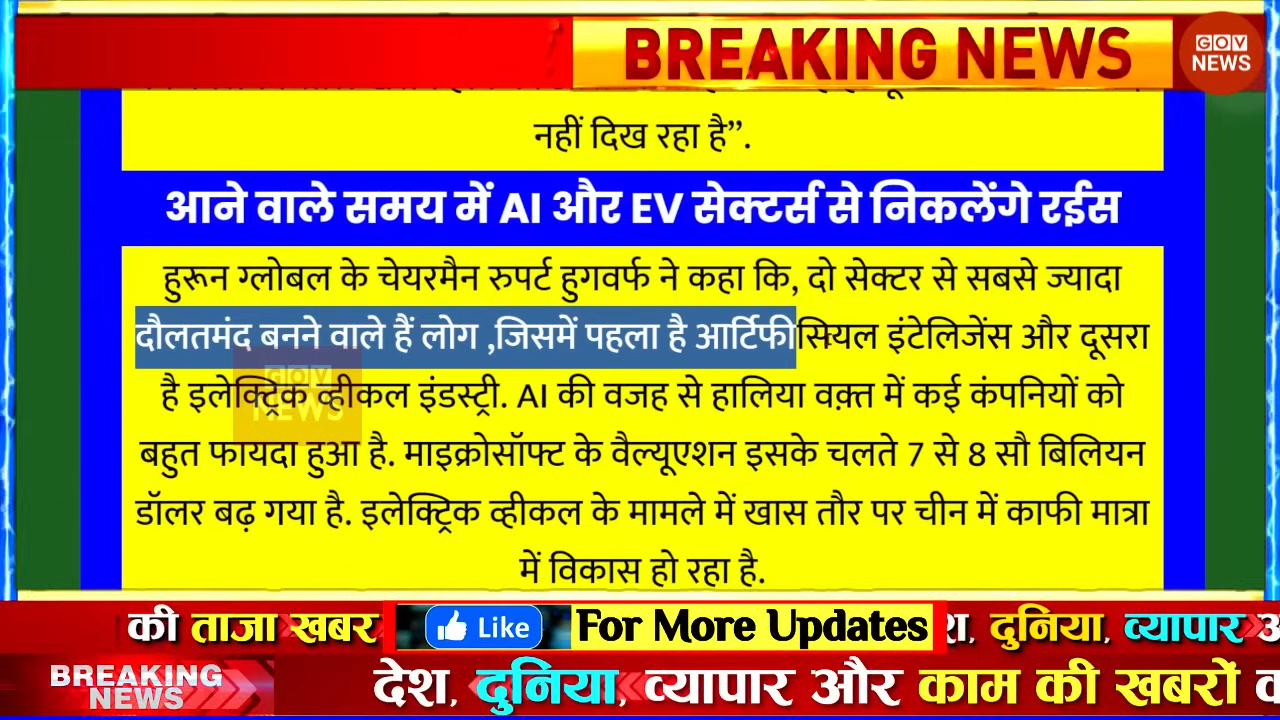 BREAKING NEWS
GOV
NEWS
नहीं दिख रहा है”.
आने वाले समय में AI और EV सेक्टर्स से निकलेंगे रईस
हुरून ग्लोबल के चेयरमैन रुपर्ट हुगवर्फ ने कहा कि, दो सेक्टर से सबसे ज्यादा
दौलतमंद बनने वाले हैं लोग ,जिसमें पहला है आर्टिफीसियल इंटेलिजेंस और दूसरा
है इलेक्ट्रिक व्हीकल इंडस्ट्री. AI की वजह से हालिया वक़्त में कई कंपनियों को
बहुत फायदा हुआ है. माइक्रोसॉफ्ट के वैल्यूएशन इसके चलते 7 से 8 सौ बिलियन
डॉलर बढ़ गया है. इलेक्ट्रिक व्हीकल के मामले में खास तौर पर चीन में काफी मात्रा
में विकास हो रहा है.
GOV
NEWS
की ताजा खबर
Like
For More Updates
दुनिया, व्यापार
BREAKING
NEWS
देश, दुनिया, व्यापार और काम की खबरों